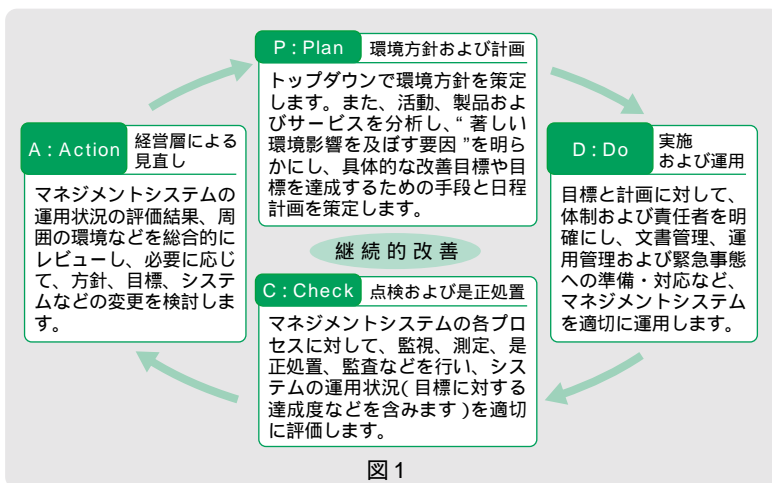 P:Plan 環境方針および計画
トップダウンで環境方針を策定
します。また、活動、製品およ
びサービスを分析し、“著しい
環境影響を及ぼす要因”を明ら
かにし、具体的な改善目標や目
標を達成するための手段と日程
計画を策定します。
D:Do 実施
および運用
目標と計画に対して、
体制および責任者を明
確にし、文書管理、運
用管理および緊急事態
への準備・対応など、
マネジメントシステム
を適切に運用します。
継続的改善
C:Check 点検および是正処置
マネジメントシステムの各プロ
セスに対して、監視、測定、是
正処置、監査などを行い、シス
テムの運用状況(目標に対する
達成度などを含みます)を適切
に評価します。
A:Action 経営層による
見直し
マネジメントシステムの
運用状況の評価結果、周
囲の環境などを総合的に
レビューし、必要に応じ
て、方針、目標、システ
ムなどの変更を検討しま
す。
図1